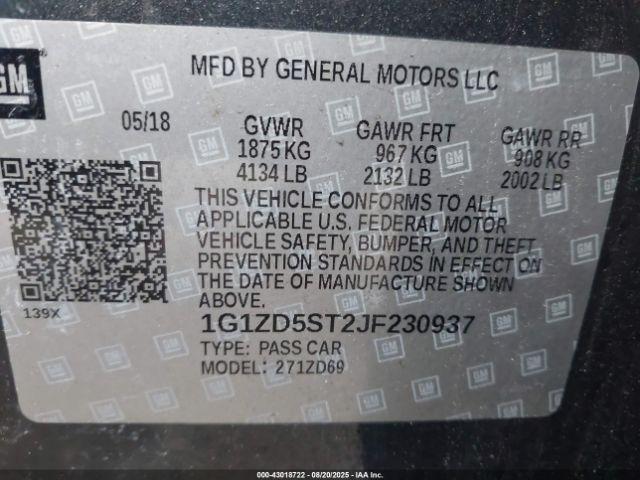 GM
MFD BY GENERAL MOTORS LLC
05/18 GVWR GAWR FRT GAWR RR
1875 KG 967 KG 908 KG
4134 LB 2132 LB 2002 LB
THIS VEHICLE CONFORMS TO ALL
APPLICABLE U.S. FEDERAL MOTOR
VEHICLE SAFETY, BUMPER, AND THEFT
PREVENTION STANDARDS IN EFFECT ON
THE DATE OF MANUFACTURE SHOWN
ABOVE.
139X
1G1ZD5ST2JF230937
TYPE: PASS CAR
MODEL: 271ZD69
000-43018722 - 08/20/2025 - IAA Inc.